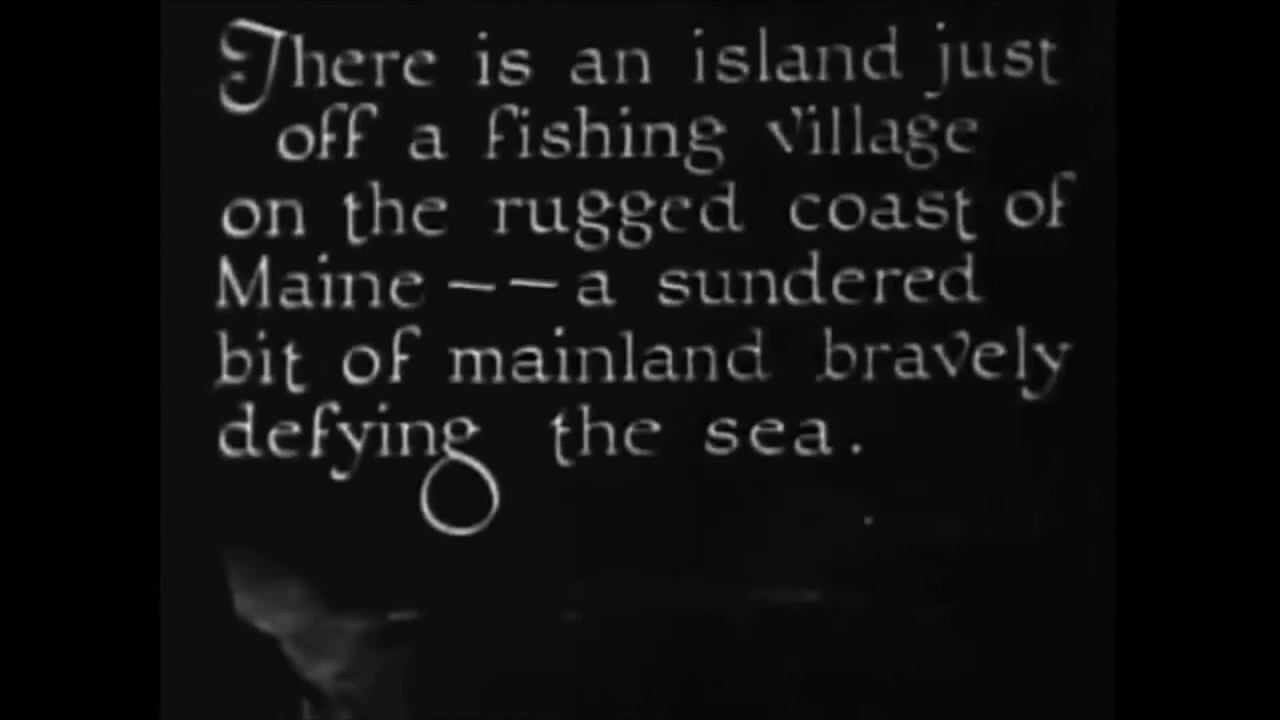 There is an island just
off a fishing village
on the rugged coast of
Maine -- a sundered
bit of mainland bravely
defying the sea.